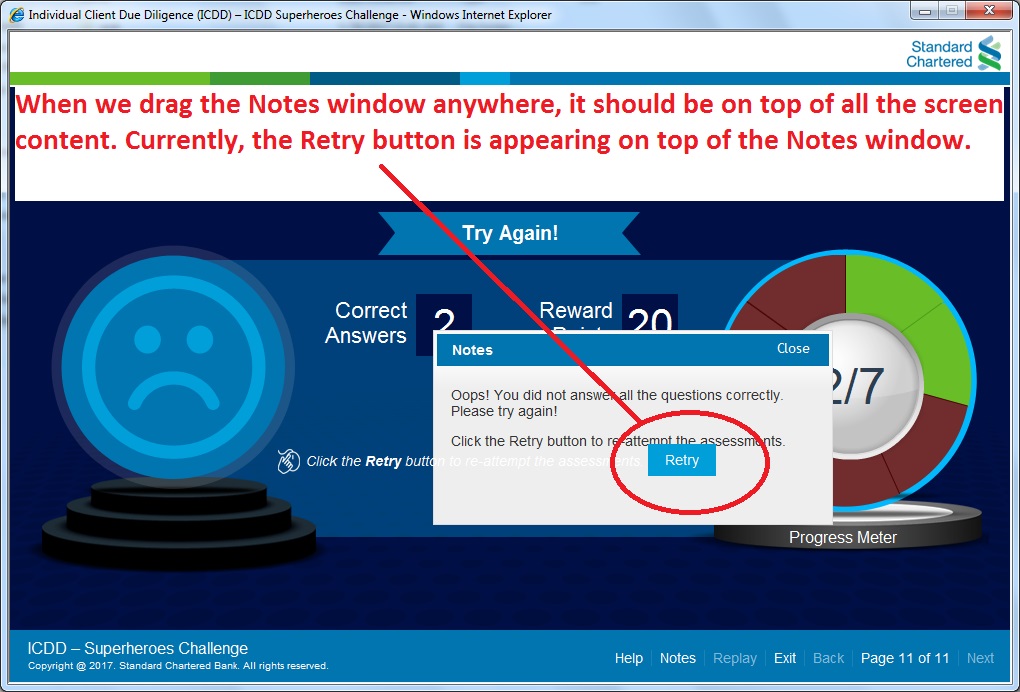 Individual Client Due Diligence (ICDD) – ICDD Superheroes Challenge - Windows Internet Explorer
Standard
Chartered
When we drag the Notes window anywhere, it should be on top of all the screen
content. Currently, the Retry button is appearing on top of the Notes window.
Try Again!
Correct
Answers
2
Reward
Points
20
Notes
Close
Oops! You did not answer all the questions correctly.
Please try again!
Click the Retry button to re-attempt the assessments.
Click the Retry button to re-attempt the assessments.
Retry
2/7
Progress Meter
ICDD – Superheroes Challenge
Copyright @ 2017. Standard Chartered Bank. All rights reserved.
Help
Notes
Replay
Exit
Back
Page 11 of 11
Next